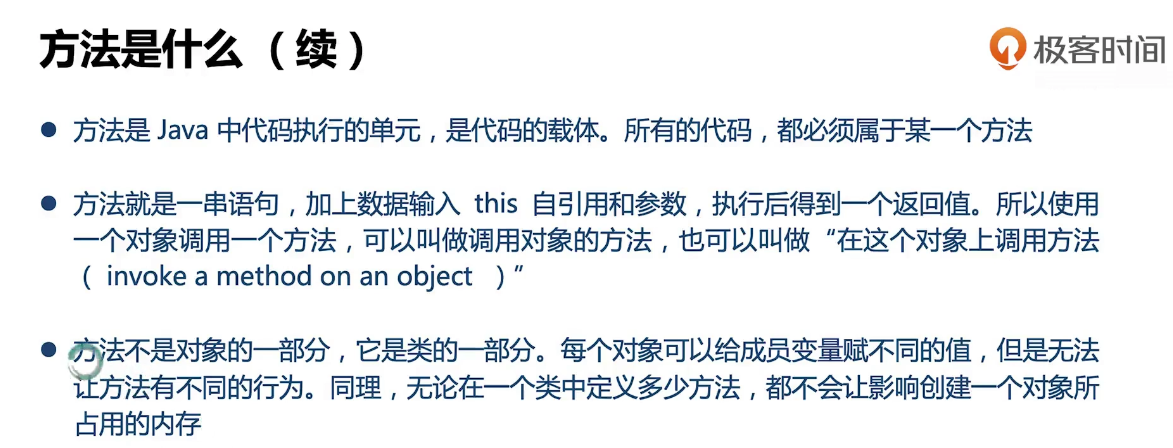 方法是什么（续）
极客时间
方法是 Java 中代码执行的单元，是代码的载体。所有的代码，都必须属于某一个方法
方法就是一串语句，加上数据输入 this 自引用和参数，执行后得到一个返回值。所以使用
一个对象调用一个方法，可以叫做调用对象的方法，也可以叫做“在这个对象上调用方法
（ invoke a method on an object ）”
方法不是对象的一部分，它是类的一部分。每个对象可以给成员变量赋不同的值，但是无法
让方法有不同的行为。同理，无论在一个类中定义多少方法，都不会让影响创建一个对象所
占用的内存